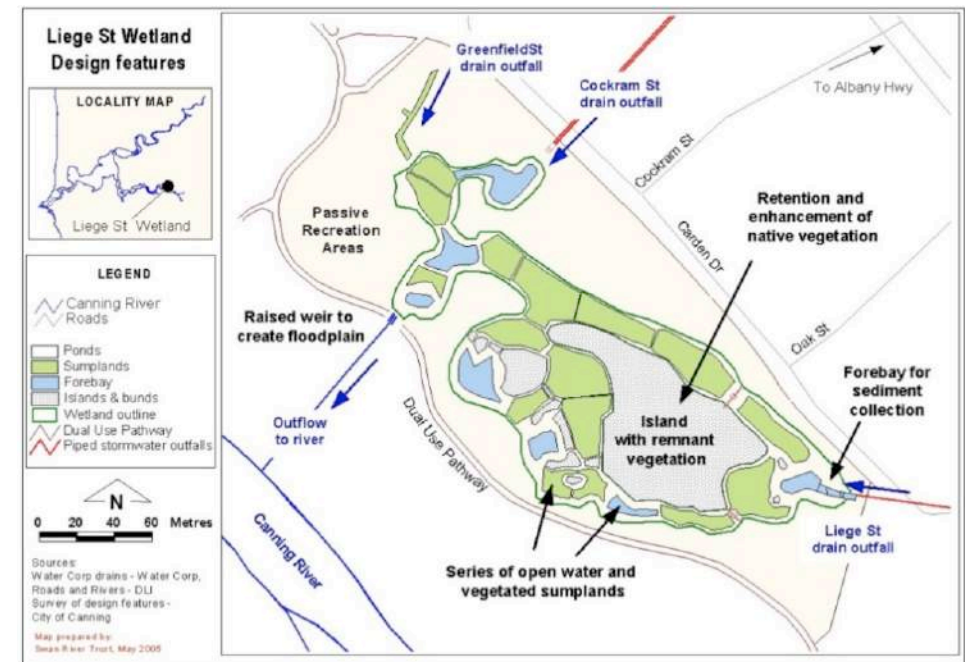 Liege St Wetland
Design features
LOCALITY MAP
Liege St Wetland
LEGEND
Canning River
Roads
Ponds
Sumplands
Forebay
Islands & bunds
Wetland outline
Dual Use Pathway
Piped stormwater outfalls
N
0 20 40 60 Metres
Sources:
Water Corp drains - Water Corp,
Roads and Rivers - DLI
Survey of design features -
City of Canning
Map prepared by:
Swan River Trust, May 2005
GreenfieldSt
drain outfall
Cockram St
drain outfall
To Albany Hwy
Cockram St
Carden Dr
Oak St
Retention and
enhancement of
native vegetation
Passive
Recreation
Areas
Raised weir to
create floodplain
Outflow
to river
Dual Use Pathway
Canning River
Island
with remnant
vegetation
Forebay for
sediment
collection
Liege St
drain outfall
Series of open water and
vegetated sumplands